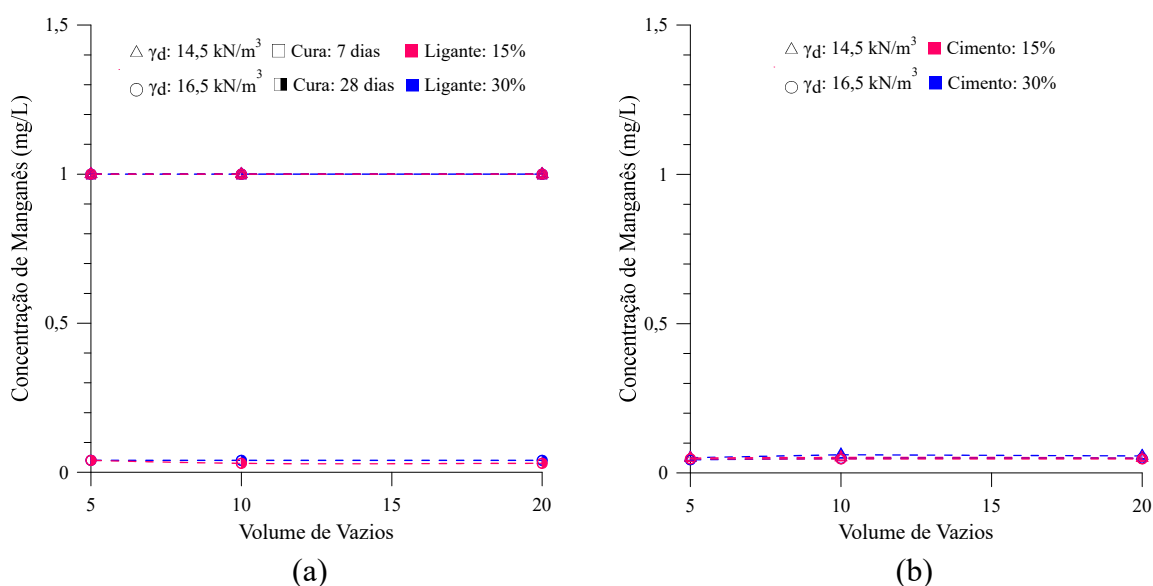 1,5
△ γd: 14,5 kN/m³ □ Cura: 7 dias ■ Ligante: 15%
○ γd: 16,5 kN/m³ ◨ Cura: 28 dias ■ Ligante: 30%
1
0,5
0
Concentração de Manganês (mg/L)
5 10 15 20
Volume de Vazios
(a)
1,5
△ γd: 14,5 kN/m³ ■ Cimento: 15%
○ γd: 16,5 kN/m³ ■ Cimento: 30%
1
0,5
0
Concentração de Manganês (mg/L)
5 10 15 20
Volume de Vazios
(b)